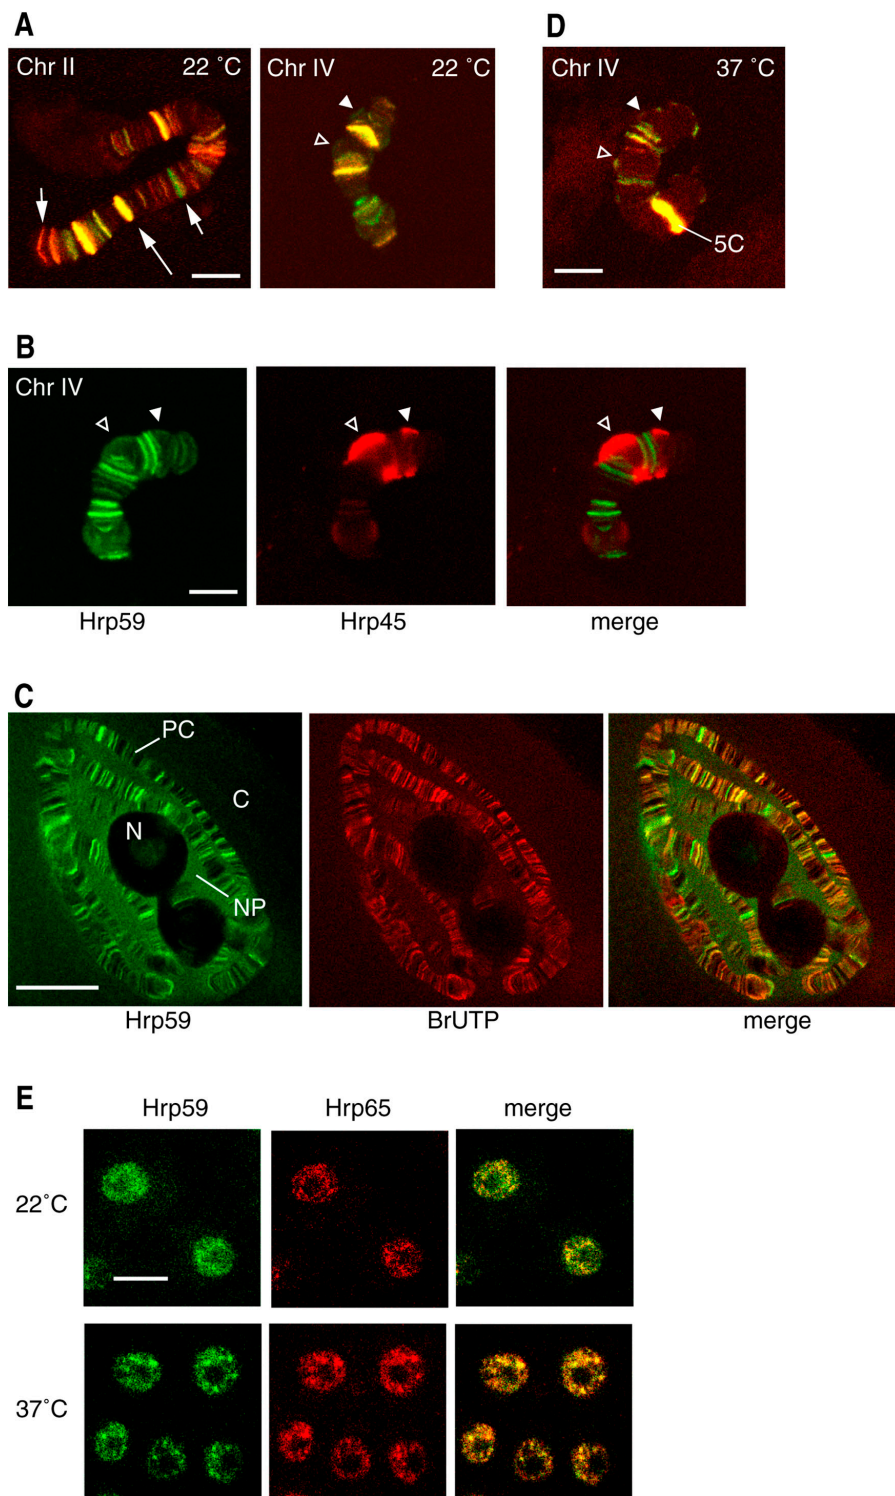 A
D
Chr II 22 ˚C
Chr IV 22 ˚C
Chr IV 37 ˚C
5C
B
Chr IV
Hrp59 Hrp45 merge
C
PC
C
N
NP
Hrp59 BrUTP merge
E
Hrp59 Hrp65 merge
22˚C
37˚C